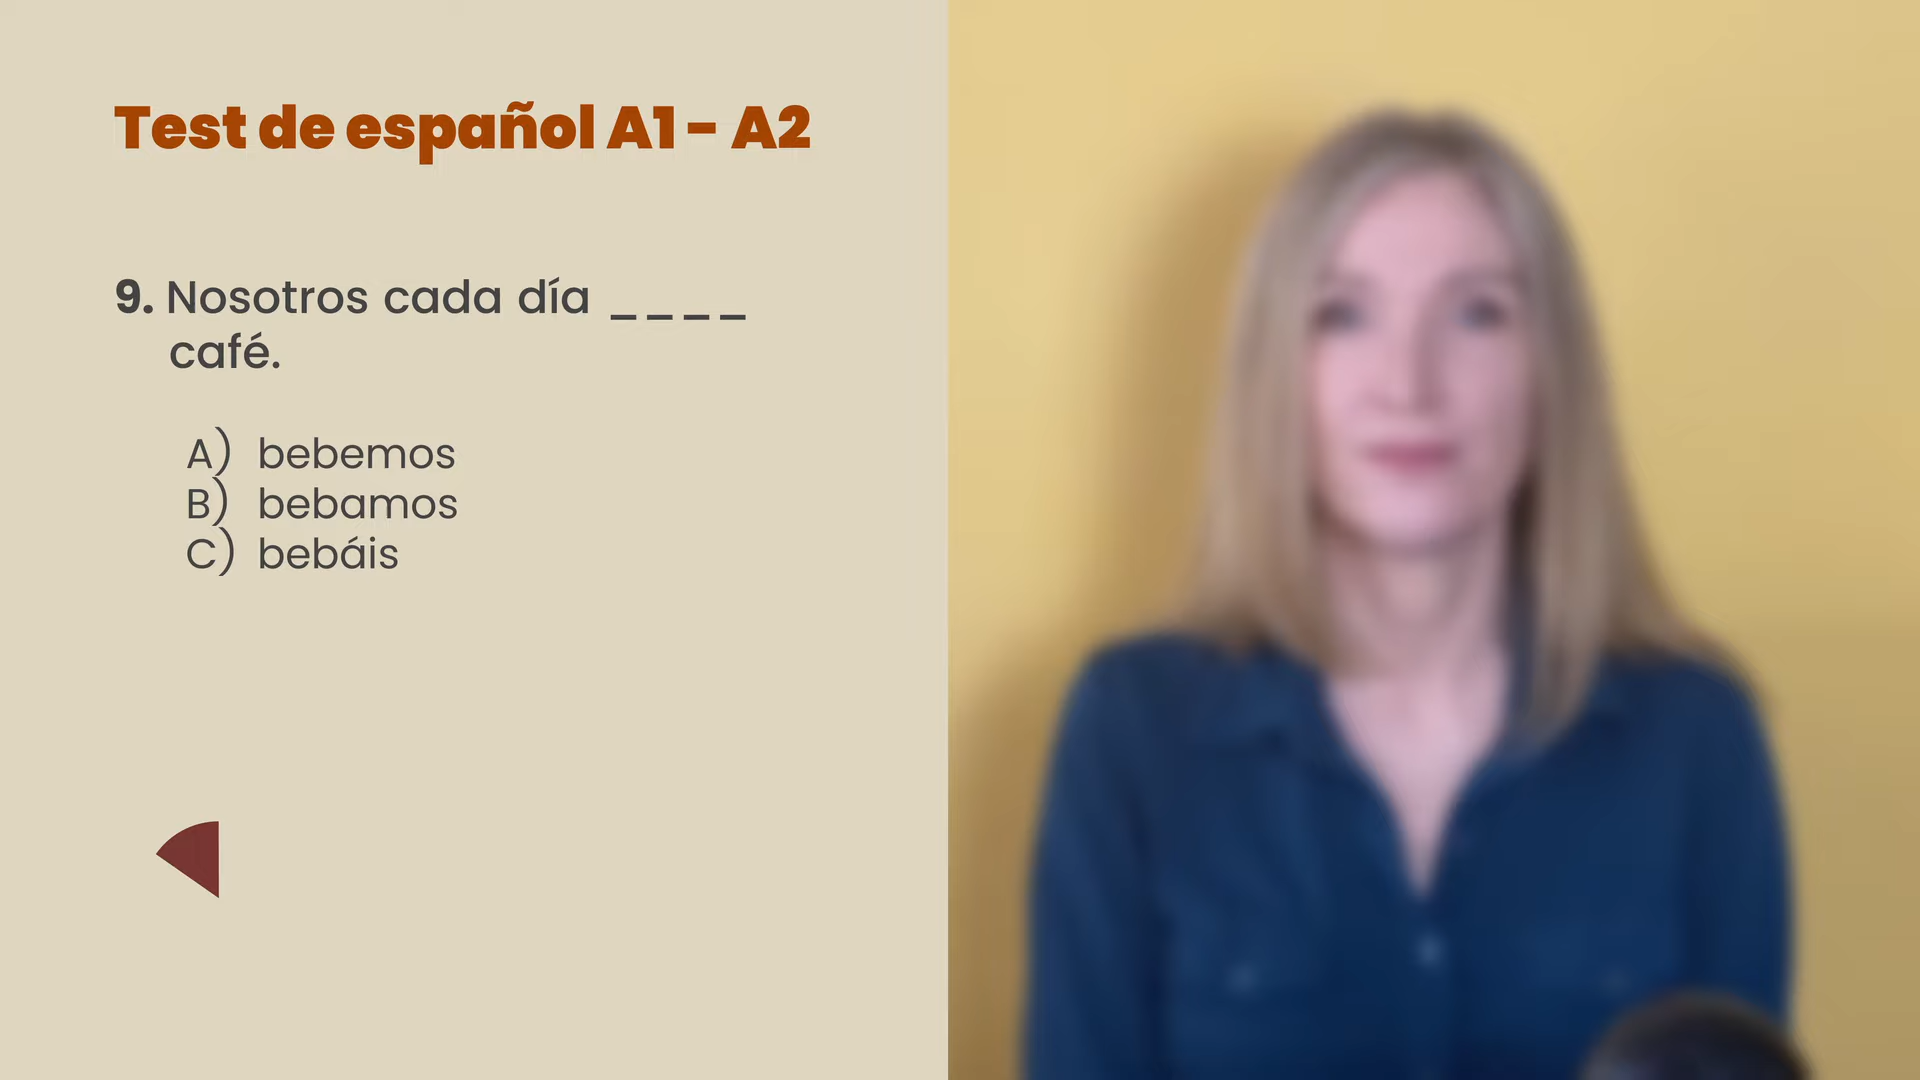 Test de español A1 - A2
9. Nosotros cada día _ _ _ _
café.
A) bebemos
B) bebamos
C) bebáis